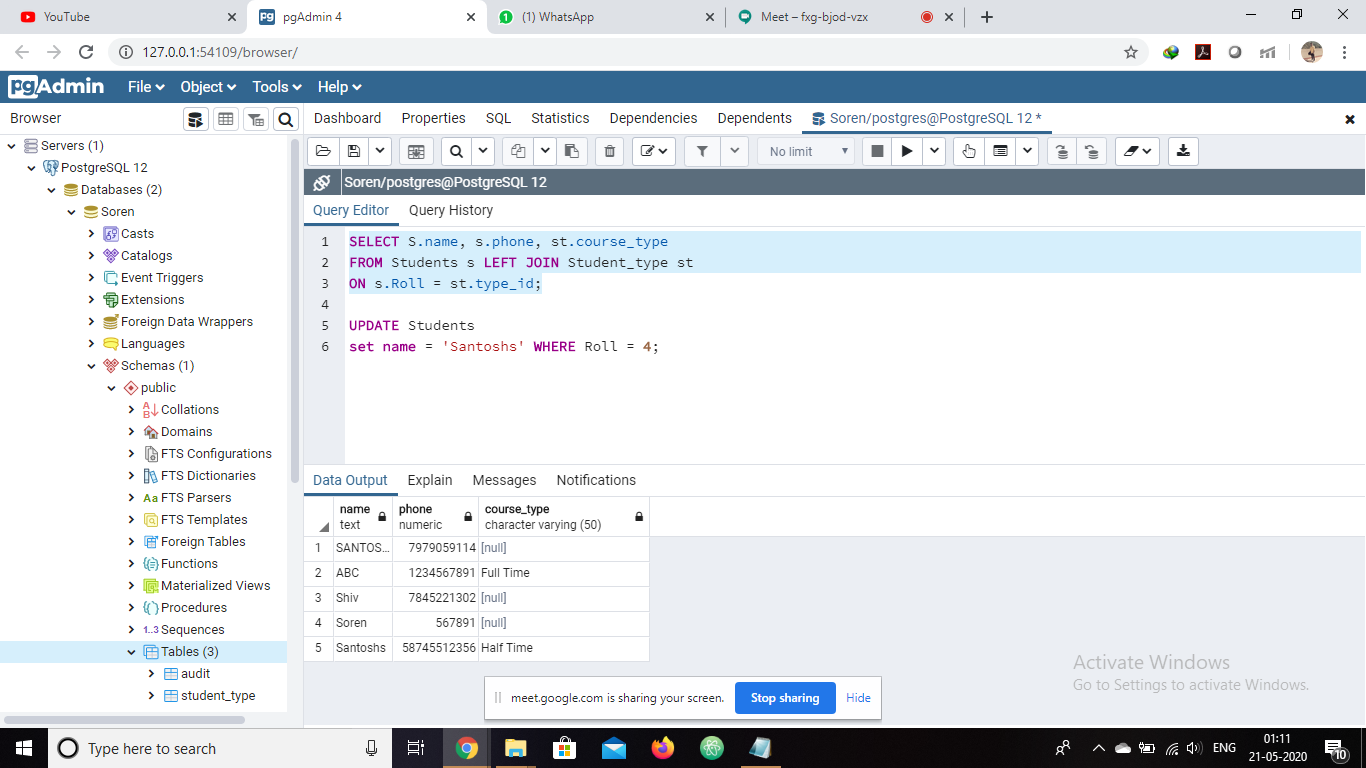 YouTube
pgAdmin 4
(1) WhatsApp
Meet – fxg-bjod-vzx
127.0.0.1:54109/browser/
pgAdmin File Object Tools Help
Browser
Dashboard Properties SQL Statistics Dependencies Dependents Soren/postgres@PostgreSQL 12 *
Servers (1)
PostgreSQL 12
Databases (2)
Soren
Casts
Catalogs
Event Triggers
Extensions
Foreign Data Wrappers
Languages
Schemas (1)
public
Collations
Domains
FTS Configurations
FTS Dictionaries
Aa FTS Parsers
FTS Templates
Foreign Tables
Functions
Materialized Views
Procedures
1..3 Sequences
Tables (3)
audit
student_type
No limit
Soren/postgres@PostgreSQL 12
Query Editor Query History
1 SELECT S.name, s.phone, st.course_type
2 FROM Students s LEFT JOIN Student_type st
3 ON s.Roll = st.type_id;
4
5 UPDATE Students
6 set name = 'Santoshs' WHERE Roll = 4;
Data Output Explain Messages Notifications
name phone course_type
text numeric character varying (50)
1 SANTOS... 7979059114 [null]
2 ABC 1234567891 Full Time
3 Shiv 7845221302 [null]
4 Soren 567891 [null]
5 Santoshs 58745512356 Half Time
Activate Windows
Go to Settings to activate Windows.
meet.google.com is sharing your screen. Stop sharing Hide
Type here to search
ENG
01:11
21-05-2020
10